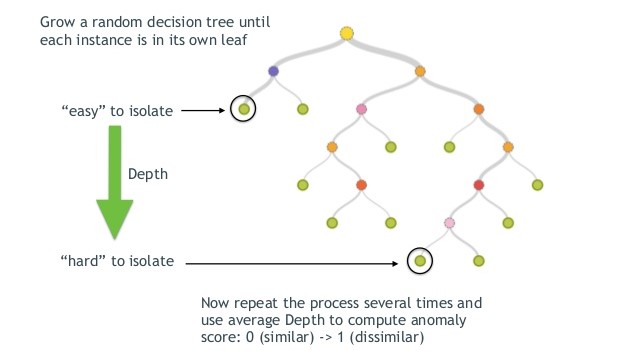 Grow a random decision tree until
each instance is in its own leaf
“easy” to isolate
Depth
“hard” to isolate
Now repeat the process several times and
use average Depth to compute anomaly
score: 0 (similar) -> 1 (dissimilar)